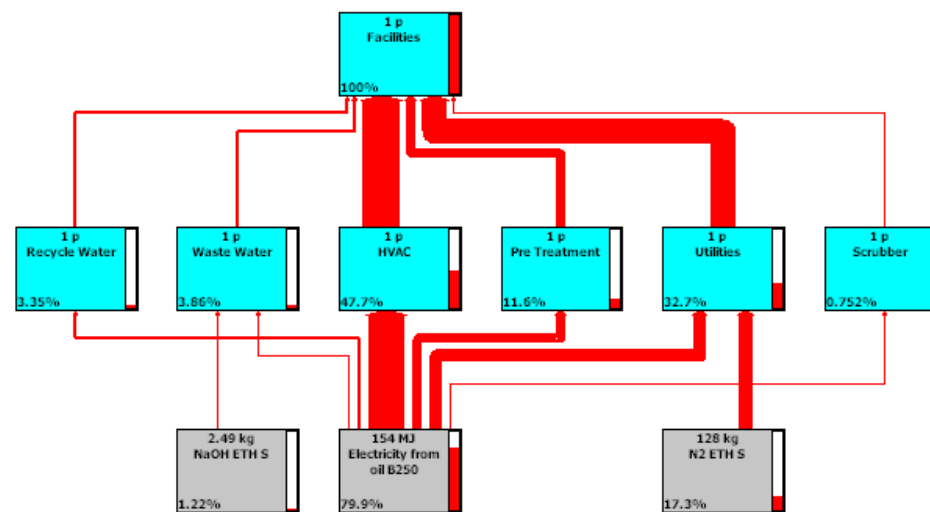 1 p
Facilities
100%
1 p
Recycle Water
3.35%
1 p
Waste Water
3.86%
1 p
HVAC
47.7%
1 p
Pre Treatment
11.6%
1 p
Utilities
32.7%
1 p
Scrubber
0.752%
2.49 kg
NaOH ETH S
1.22%
154 MJ
Electricity from
oil B250
79.9%
128 kg
N2 ETH S
17.3%